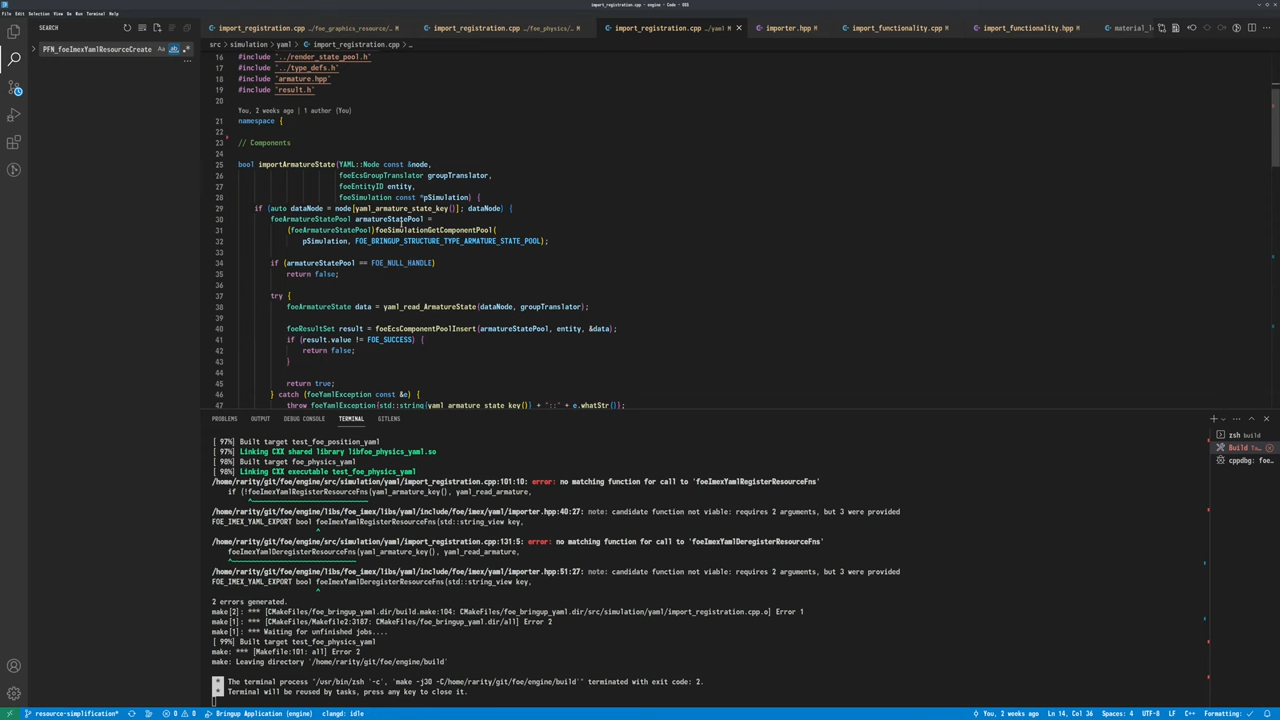 import_registration.cpp - engine - Code - OSS
File Edit Selection View Go Run Terminal Help
SEARCH
import_registration.cpp .../foe_graphics_resource/... M
import_registration.cpp .../foe_physics/... M
import_registration.cpp .../yaml M
importer.hpp M
import_functionality.cpp M
import_functionality.hpp M
PFN_foeImexYamlResourceCreate
src > simulation > yaml > import_registration.cpp > ...
16 #include "../render_state_pool.h"
17 #include "../type_defs.h"
18 #include "armature.hpp"
19 #include "result.h"
20
You, 2 weeks ago | 1 author (You)
21 namespace {
22
23 // Components
24
25 bool importArmatureState(YAML::Node const &node,
26 foeEcsGroupTranslator groupTranslator,
27 foeEntityID entity,
28 foeSimulation const *pSimulation) {
29 if (auto dataNode = node[yaml_armature_state_key()]; dataNode) {
30 foeArmatureStatePool armatureStatePool =
31 (foeArmatureStatePool)foeSimulationGetComponentPool(
32 pSimulation, FOE_BRINGUP_STRUCTURE_TYPE_ARMATURE_STATE_POOL);
33
34 if (armatureStatePool == FOE_NULL_HANDLE)
35 return false;
36
37 try {
38 foeArmatureState data = yaml_read_ArmatureState(dataNode, groupTranslator);
39
40 foeResultSet result = foeEcsComponentPoolInsert(armatureStatePool, entity, &data);
41 if (result.value != FOE_SUCCESS) {
42 return false;
43 }
44
45 return true;
46 } catch (foeYamlException const &e) {
47 throw foeYamlException(std::string(yaml_armature_state_key()) + "::" + e.whatStr());
PROBLEMS OUTPUT DEBUG CONSOLE TERMINAL GITLENS
zsh build
Build Ta...
cppdbg: foe...
[ 97%] Built target test_foe_position_yaml
[ 97%] Linking CXX shared library libfoe_physics_yaml.so
[ 98%] Built target foe_physics_yaml
[ 98%] Linking CXX executable test_foe_physics_yaml
/home/rarity/git/foe/engine/src/simulation/yaml/import_registration.cpp:101:10: error: no matching function for call to 'foeImexYamlRegisterResourceFns'
if (!foeImexYamlRegisterResourceFns(yaml_armature_key(), yaml_read_armature,
^~~~~~~~~~~~~~~~~~~~~~~~~~~~~~
/home/rarity/git/foe/engine/libs/foe_imex/yaml/include/foe/imex/yaml/importer.hpp:40:27: note: candidate function not viable: requires 2 arguments, but 3 were provided
FOE_IMEX_YAML_EXPORT bool foeImexYamlRegisterResourceFns(std::string_view key,
^
/home/rarity/git/foe/engine/src/simulation/yaml/import_registration.cpp:131:5: error: no matching function for call to 'foeImexYamlDeregisterResourceFns'
foeImexYamlDeregisterResourceFns(yaml_armature_key(), yaml_read_armature,
^~~~~~~~~~~~~~~~~~~~~~~~~~~~~~~~
/home/rarity/git/foe/engine/libs/foe_imex/yaml/include/foe/imex/yaml/importer.hpp:51:27: note: candidate function not viable: requires 2 arguments, but 3 were provided
FOE_IMEX_YAML_EXPORT bool foeImexYamlDeregisterResourceFns(std::string_view key,
^
2 errors generated.
make[2]: *** [CMakeFiles/foe_bringup_yaml.dir/build.make:104: CMakeFiles/foe_bringup_yaml.dir/src/simulation/yaml/import_registration.cpp.o] Error 1
make[1]: *** [CMakeFiles/Makefile2:3187: CMakeFiles/foe_bringup_yaml.dir/all] Error 2
make[1]: *** Waiting for unfinished jobs....
[ 99%] Built target test_foe_physics_yaml
make: *** [Makefile:101: all] Error 2
make: Leaving directory '/home/rarity/git/foe/engine/build'
* The terminal process "/usr/bin/zsh '-c', 'make -j30 -C/home/rarity/git/foe/engine/build'" terminated with exit code: 2.
* Terminal will be reused by tasks, press any key to close it.
resource-simplification* 0 0 Bringup Application (engine) clangd: idle
You, 2 weeks ago Ln 14, Col 36 Spaces: 4 UTF-8 LF C++ Formatting: ✓